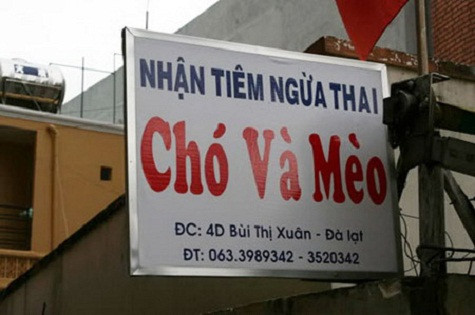 NHẬN TIÊM NGỪA THAI
Chó Và Mèo
ĐC: 4D Bùi Thị Xuân - Đà lạt
ĐT: 063.3989342 - 3520342